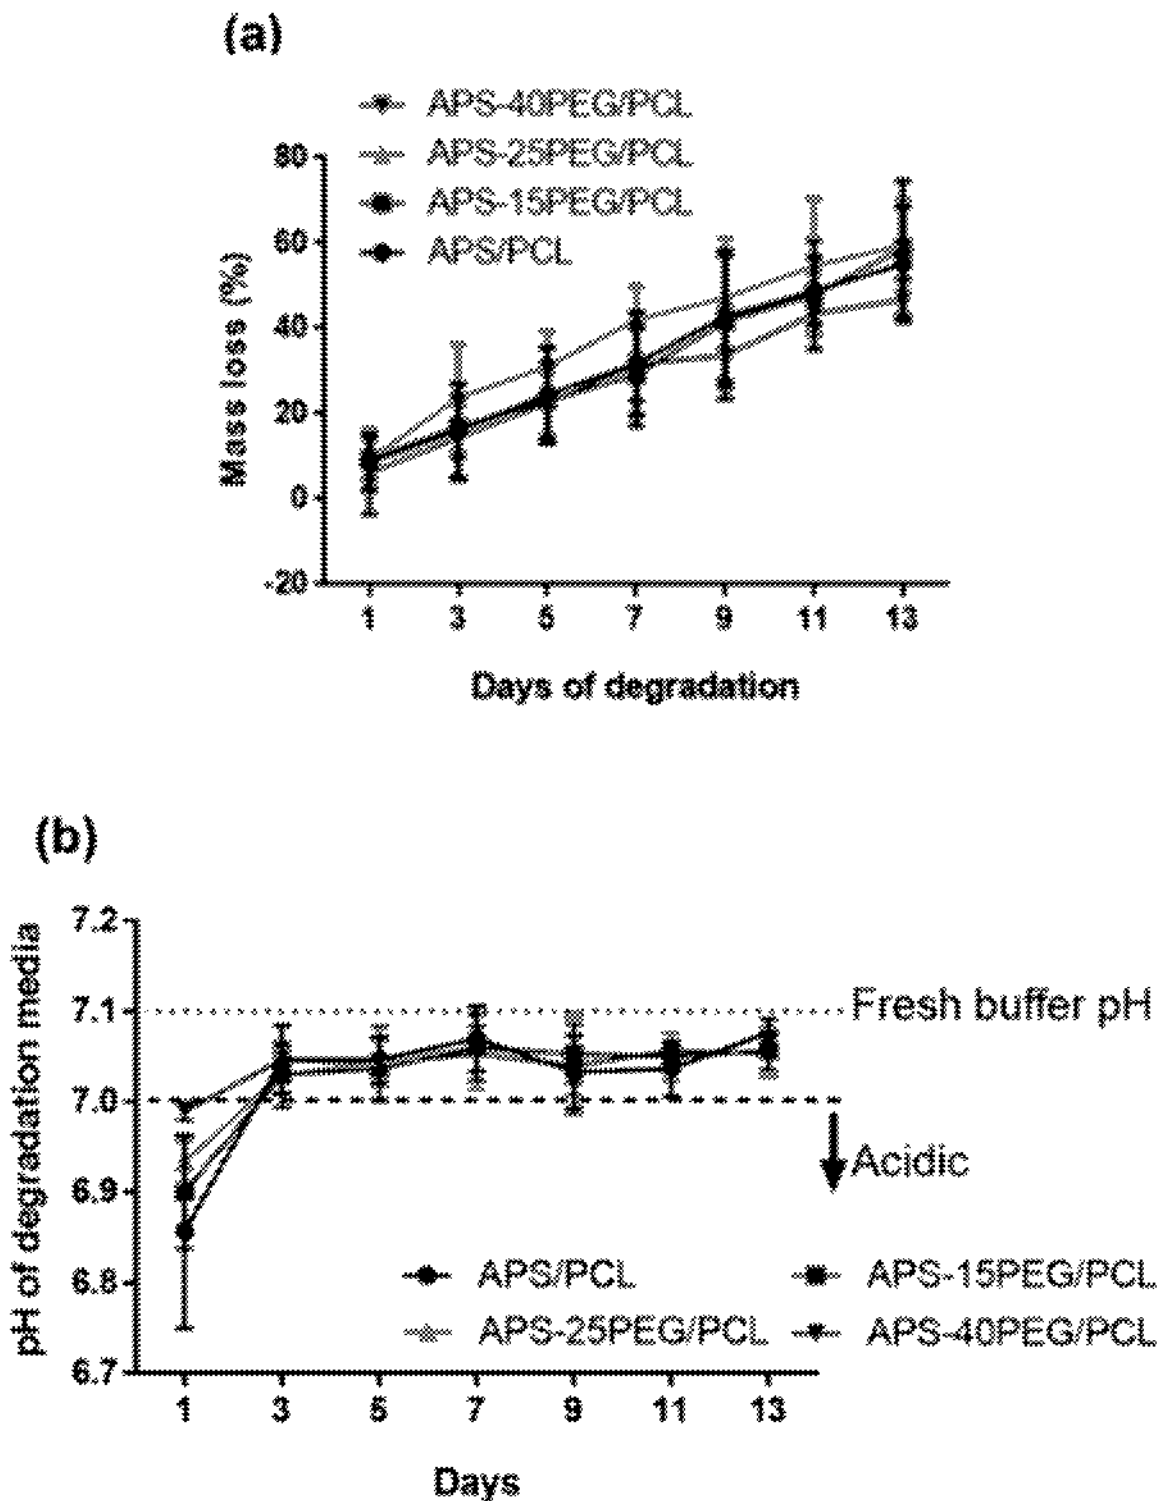 (a)
APS-40PEG/PCL
APS-25PEG/PCL
APS-15PEG/PCL
APS/PCL
80
60
40
20
0
-20
Mass loss (%)
1 3 5 7 9 11 13
Days of degradation
(b)
7.2
7.1
7.0
6.9
6.8
6.7
pH of degradation media
Fresh buffer pH
Acidic
APS/PCL APS-15PEG/PCL
APS-25PEG/PCL APS-40PEG/PCL
1 3 5 7 9 11 13
Days